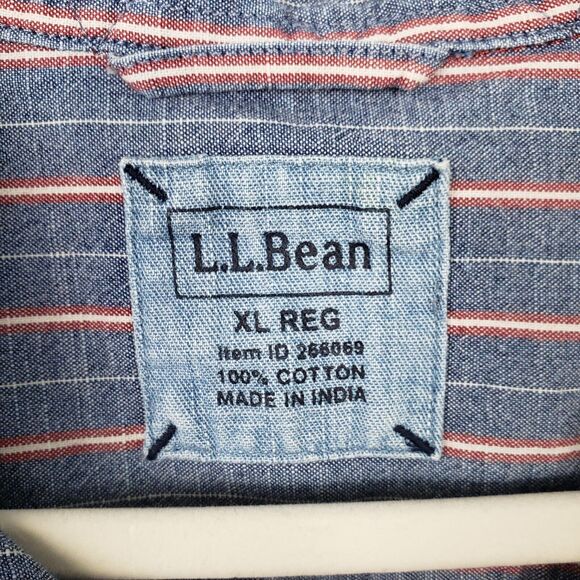 L.L.Bean
XL REG
Item ID 266069
100% COTTON
MADE IN INDIA